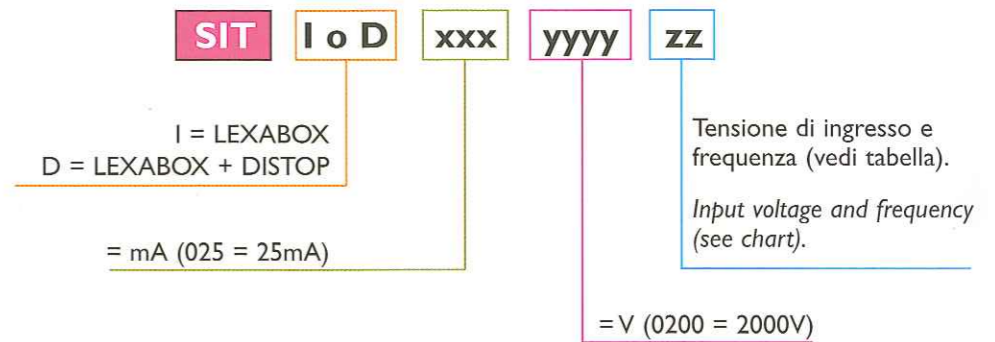 SIT I o D xxx yyyy zz
I = LEXABOX
D = LEXABOX + DISTOP
Tensione di ingresso e
frequenza (vedi tabella).
Input voltage and frequency
(see chart).
= mA (025 = 25mA)
= V (0200 = 2000V)